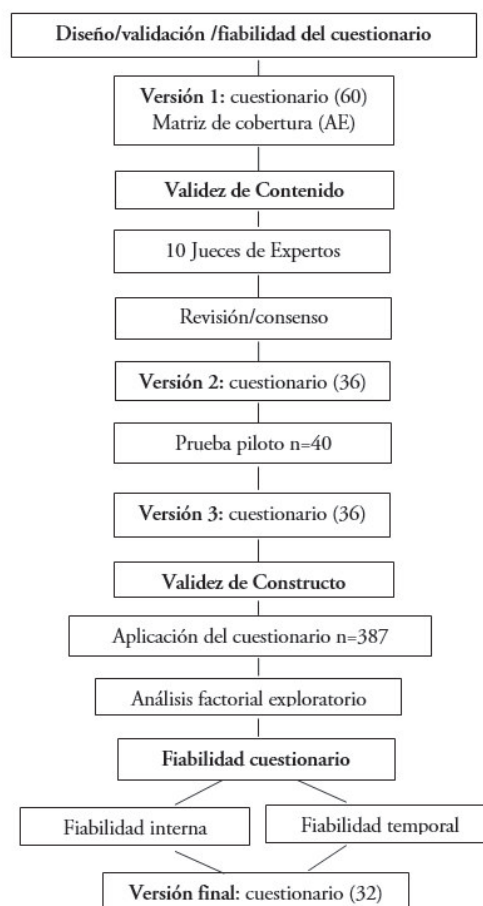 Diseño/validación /fiabilidad del cuestionario
Versión 1: cuestionario (60)
Matriz de cobertura (AE)
Validez de Contenido
10 Jueces de Expertos
Revisión/consenso
Versión 2: cuestionario (36)
Prueba piloto n=40
Versión 3: cuestionario (36)
Validez de Constructo
Aplicación del cuestionario n=387
Análisis factorial exploratorio
Fiabilidad cuestionario
Fiabilidad interna
Fiabilidad temporal
Versión final: cuestionario (32)